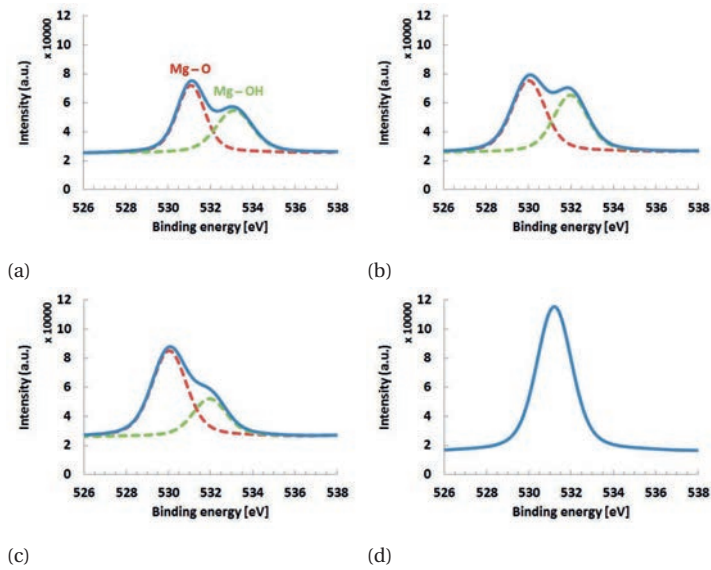 x 10000
12
10
8
6
4
2
0
Intensity (a.u.)
Mg–O
Mg–OH
526 528 530 532 534 536 538
Binding energy [eV]
(a)
x 10000
12
10
8
6
4
2
0
Intensity (a.u.)
526 528 530 532 534 536 538
Binding energy [eV]
(b)
x 10000
12
10
8
6
4
2
0
Intensity (a.u.)
526 528 530 532 534 536 538
Binding energy [eV]
(c)
x 10000
12
10
8
6
4
2
0
Intensity (a.u.)
526 528 530 532 534 536 538
Binding energy [eV]
(d)